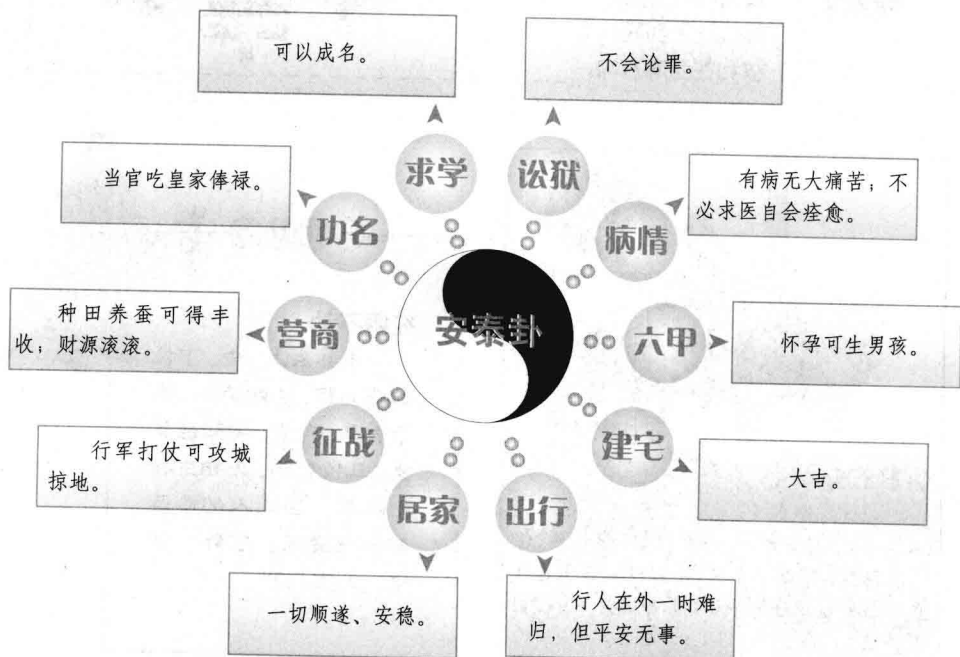 可以成名。
不会论罪。
求学
讼狱
当官吃皇家俸禄。
功名
病情
有病无大痛苦；不
必求医自会痊愈。
种田养蚕可得丰
收；财源滚滚。
营商
安泰卦
六甲
怀孕可生男孩。
行军打仗可攻城
掠地。
征战
建宅
大吉。
居家
出行
一切顺遂、安稳。
行人在外一时难
归，但平安无事。